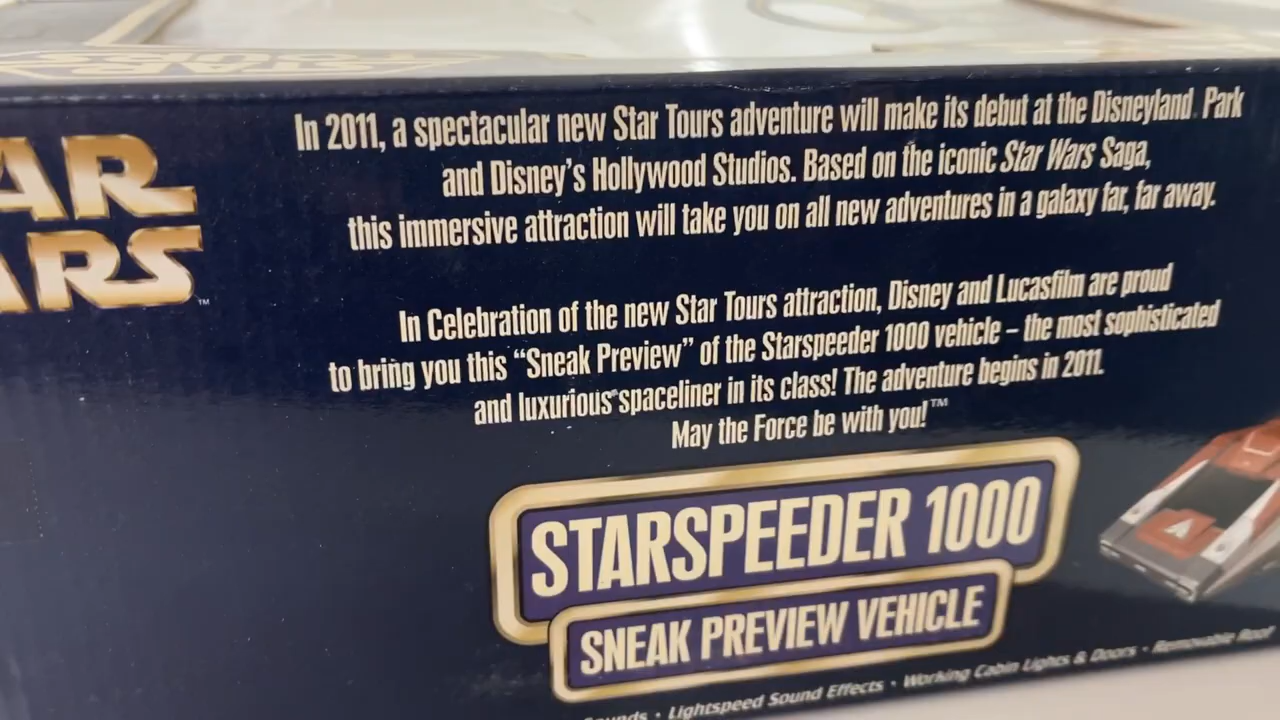 STAR TOURS
AR
ARS™
In 2011, a spectacular new Star Tours adventure will make its debut at the Disneyland Park
and Disney's Hollywood Studios. Based on the iconic Star Wars Saga,
this immersive attraction will take you on all new adventures in a galaxy far, far away.
In Celebration of the new Star Tours attraction, Disney and Lucasfilm are proud
to bring you this “Sneak Preview” of the Starspeeder 1000 vehicle – the most sophisticated
and luxurious spaceliner in its class! The adventure begins in 2011.
May the Force be with you!™
STARSPEEDER 1000
SNEAK PREVIEW VEHICLE
ounds • Lightspeed Sound Effects • Working Cabin Lights & Doors • Removable Roof